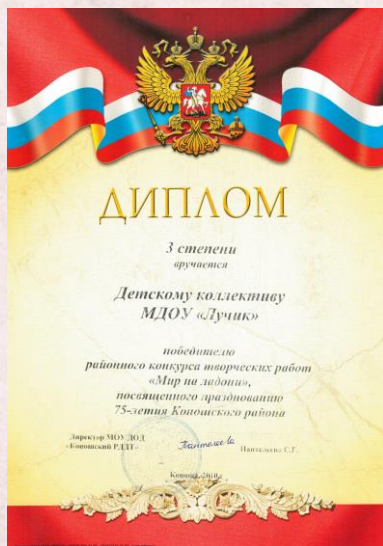 ДИПЛОМ
3 степени
вручается
Детскому коллективу
МДОУ «Лучик»
победителю
районного конкурса творческих работ
«Мир на ладони»,
посвященного празднованию
75-летия Коношского района
Директор МОУ ДОД
«Коношский РДДТ»
Пантелеева С.Г.
Коноша